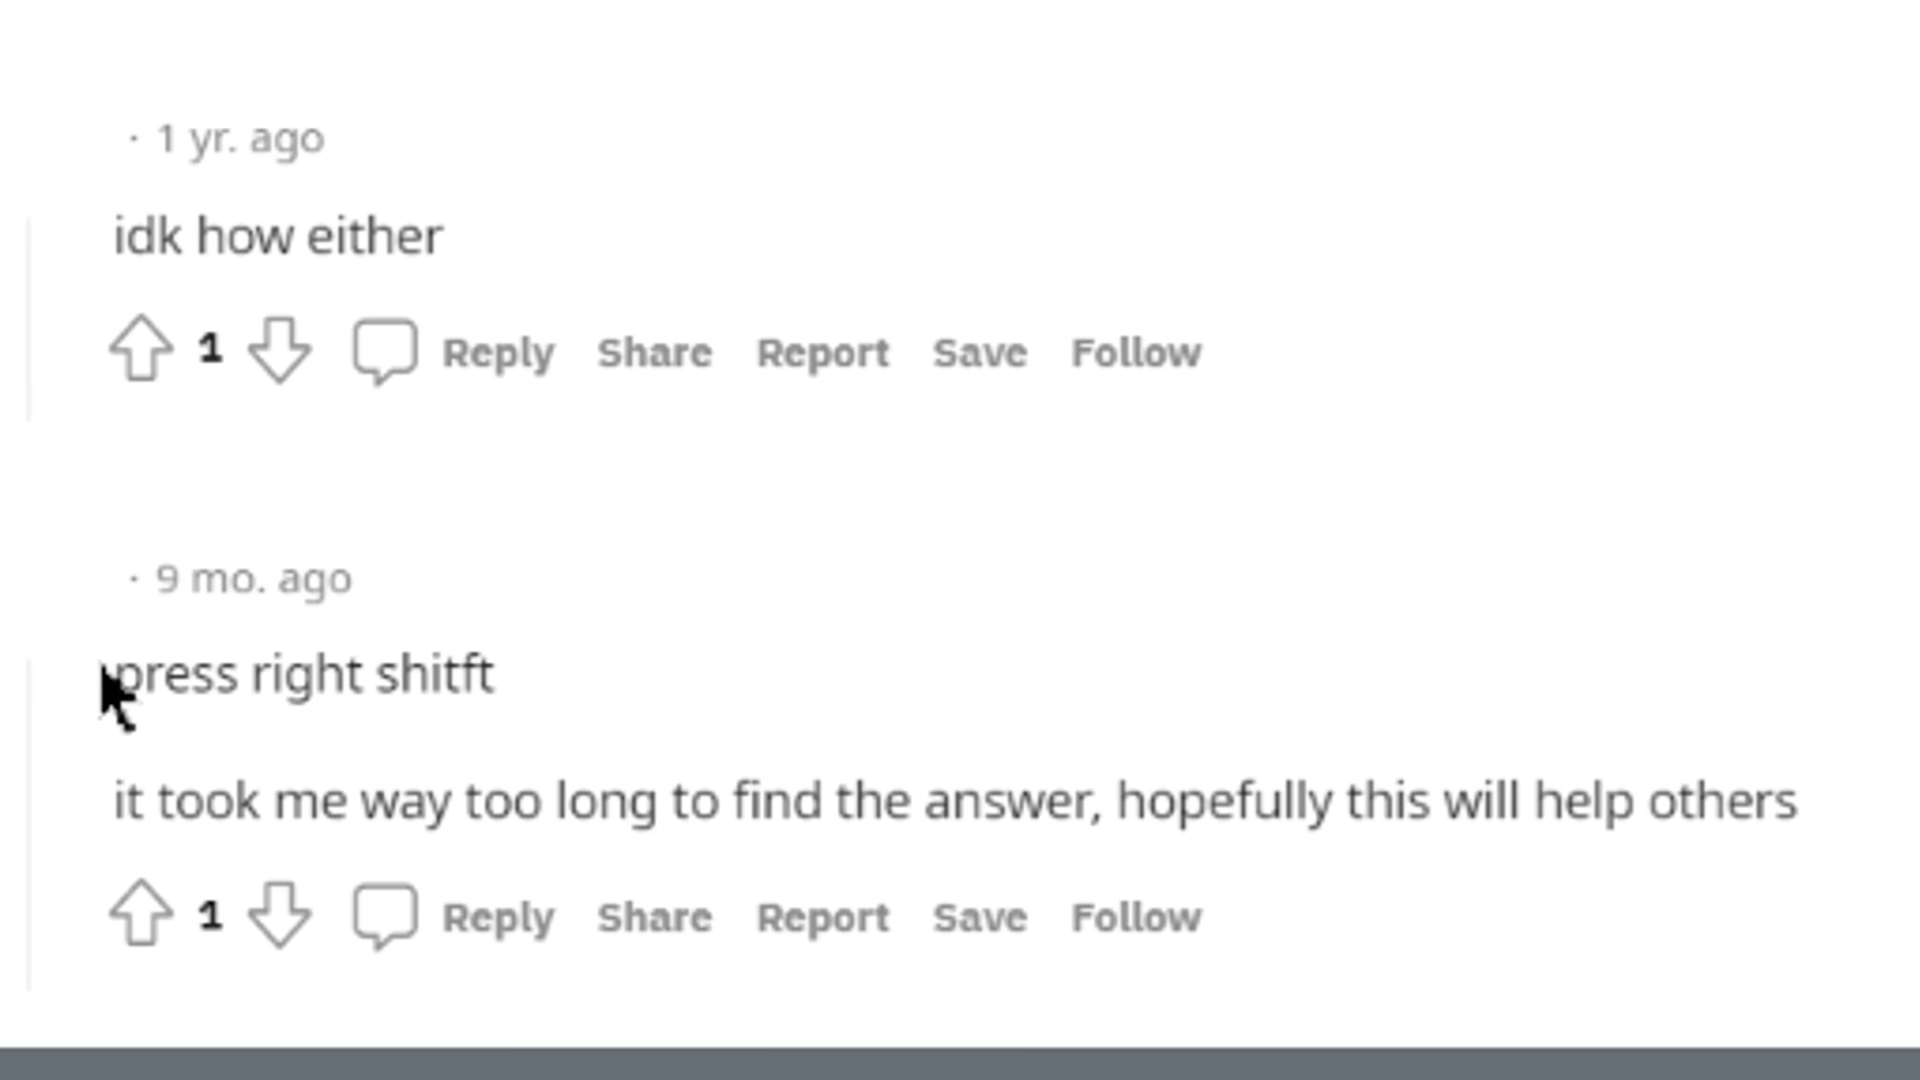 · 1 yr. ago
idk how either
1 Reply Share Report Save Follow
· 9 mo. ago
press right shitft
it took me way too long to find the answer, hopefully this will help others
1 Reply Share Report Save Follow